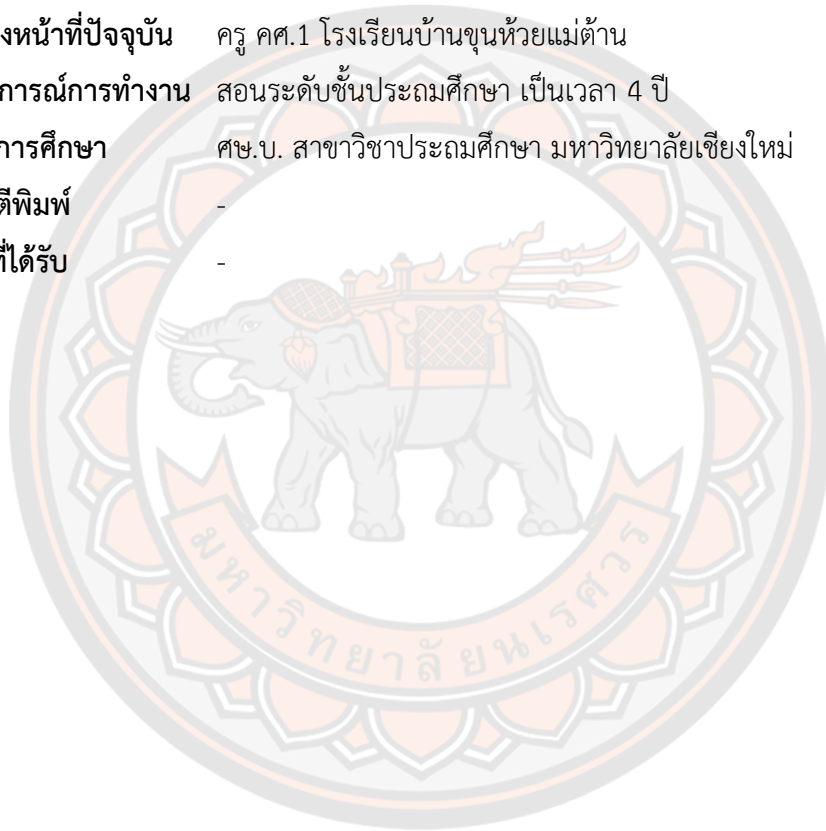 งหน้าที่ปัจจุบัน ครู คศ.1 โรงเรียนบ้านขุนห้วยแม่ต้าน
การณ์การทำงาน สอนระดับชั้นประถมศึกษา เป็นเวลา 4 ปี
การศึกษา ศษ.บ. สาขาวิชาประถมศึกษา มหาวิทยาลัยเชียงใหม่
ตีพิมพ์ -
ที่ได้รับ -
มหาวิทยาลัยนเรศวร